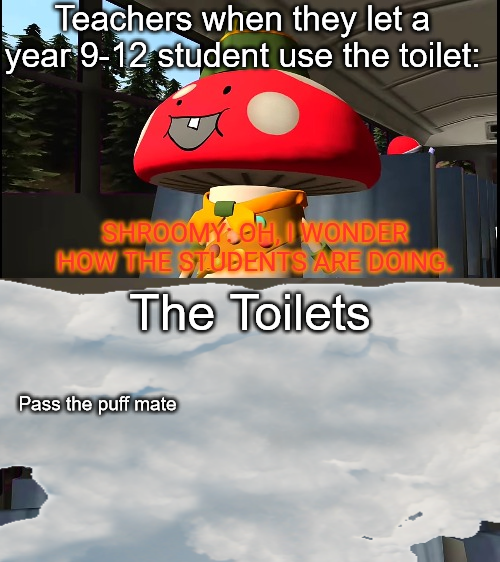 Teachers when they let a
year 9-12 student use the toilet:
SHROOMY: OH, I WONDER
HOW THE STUDENTS ARE DOING.
The Toilets
Pass the puff mate